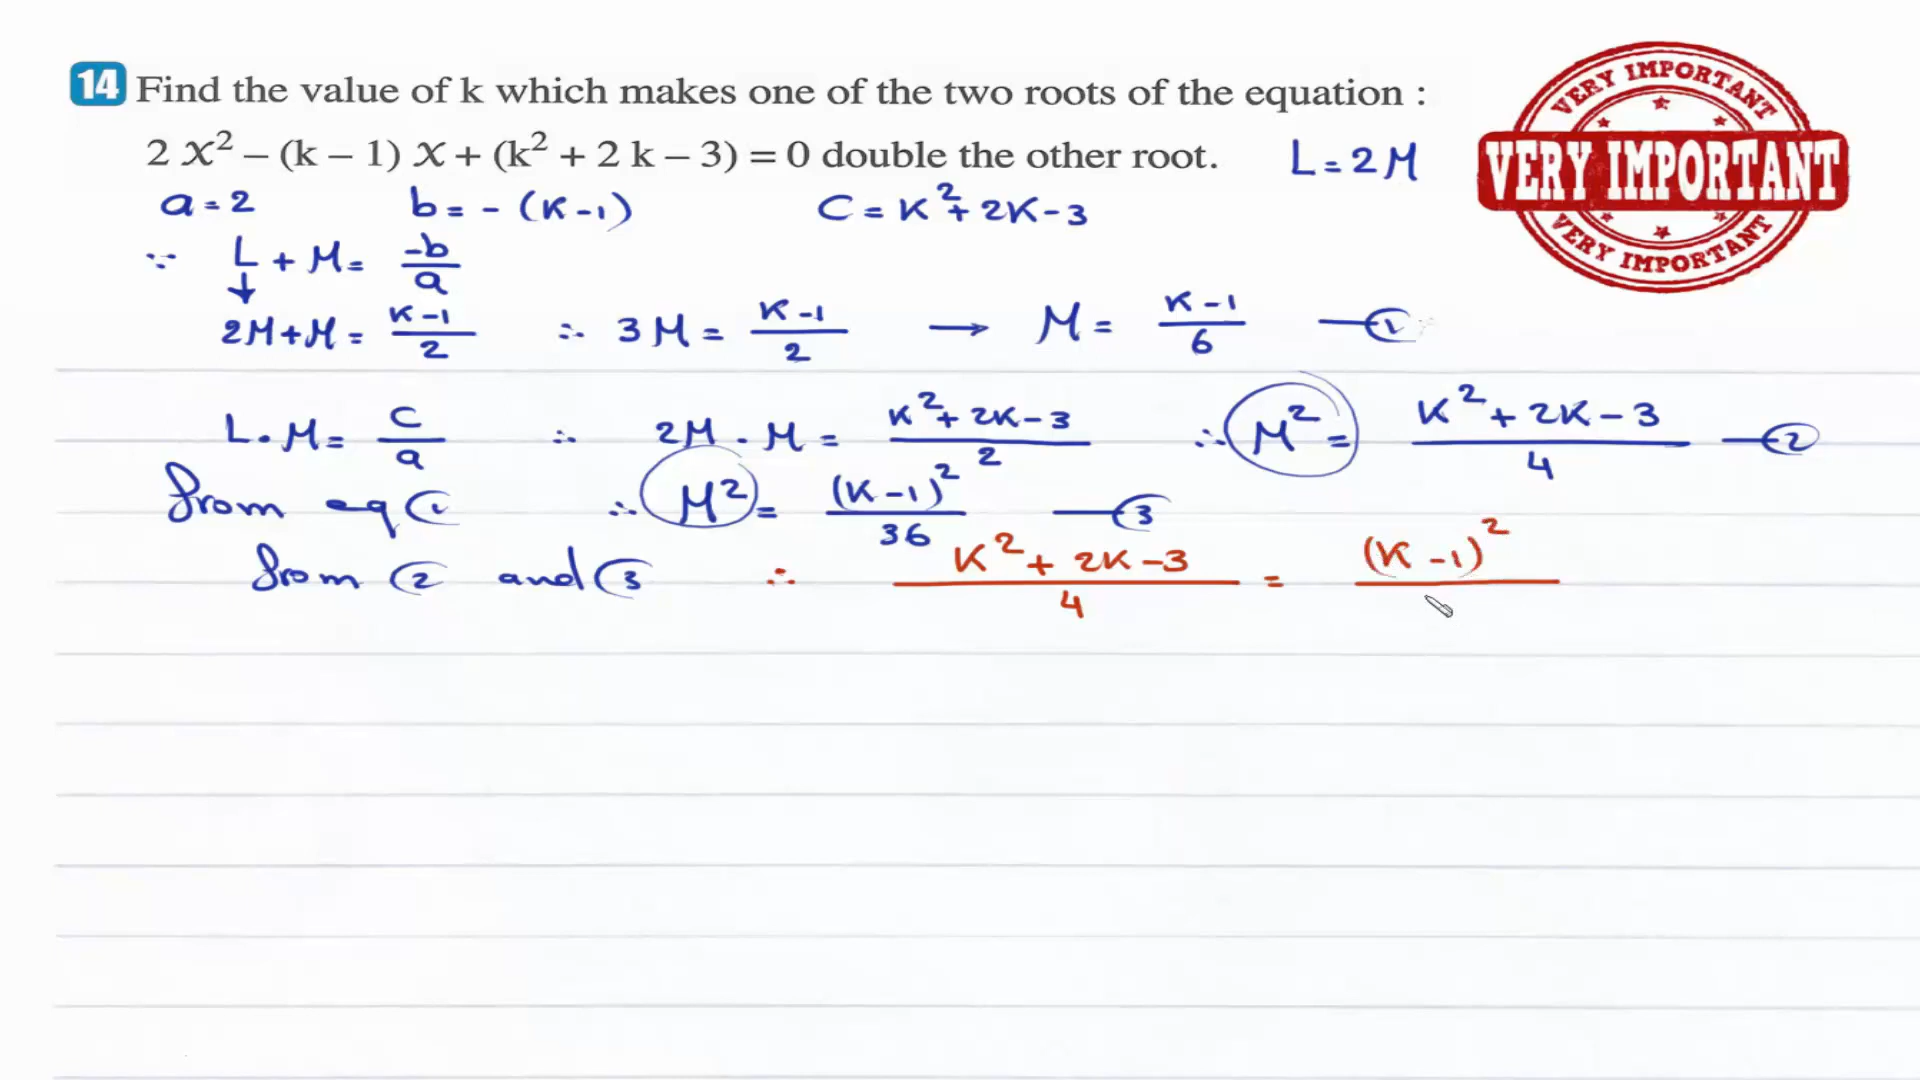 14 Find the value of k which makes one of the two roots of the equation :
2 x² – (k – 1) x + (k² + 2 k – 3) = 0 double the other root. L = 2M
VERY IMPORTANT
VERY IMPORTANT
VERY IMPORTANT
a = 2 b = - (K - 1) C = K² + 2K - 3
∵ L + M = -b/a
↓
2M + M = (K - 1)/2 ∴ 3M = (K - 1)/2 → M = (K - 1)/6 — ①
L . M = C/a ∴ 2M . M = (K² + 2K - 3)/2 ∴ M² = (K² + 2K - 3)/4 — ②
from eq ① ∴ M² = (K - 1)²/36 — ③
from ② and ③ ∴ (K² + 2K - 3)/4 = (K - 1)²/